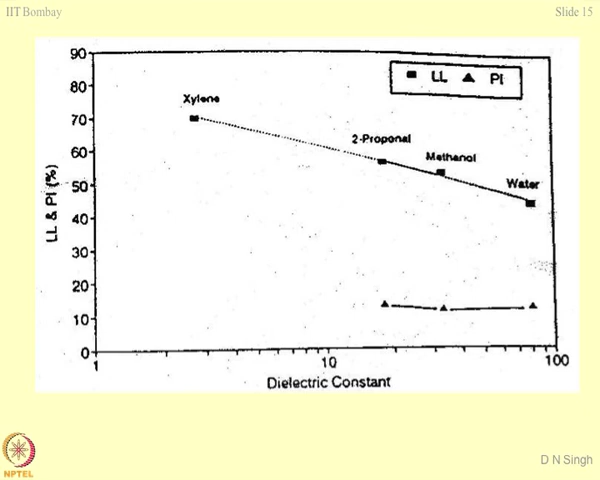 IIT Bombay
Slide 15
90
80
70
60
50
40
30
20
10
0
LL & PI (%)
LL PI
Xylene
2-Proponal
Methanol
Water
1
10
100
Dielectric Constant
NPTEL
D N Singh